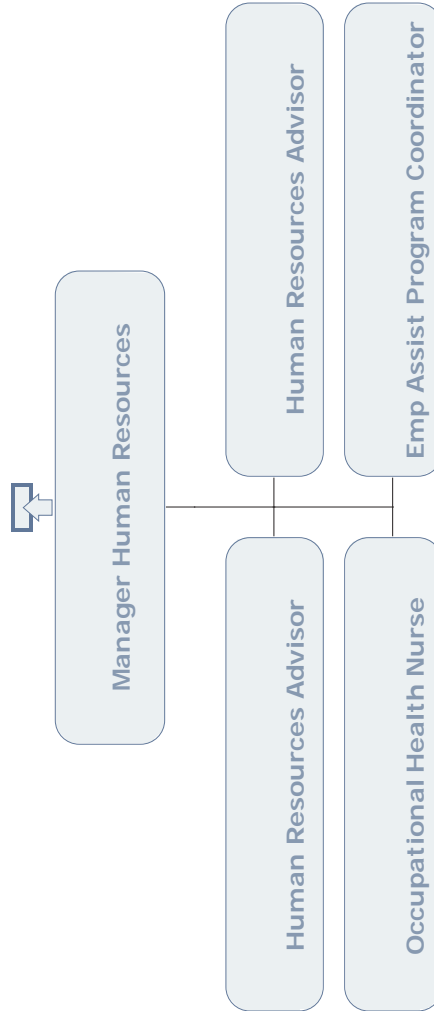 Manager Human Resources
Human Resources Advisor
Human Resources Advisor
Occupational Health Nurse
Emp Assist Program Coordinator